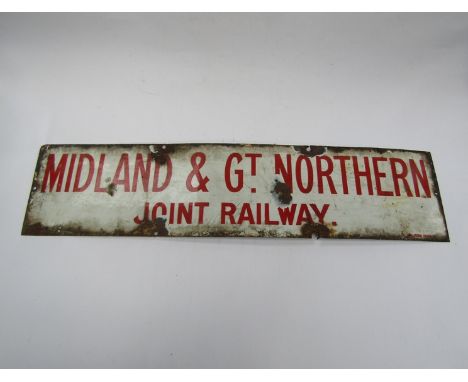 MIDLAND & GT NORTHERN
JOINT RAILWAY.